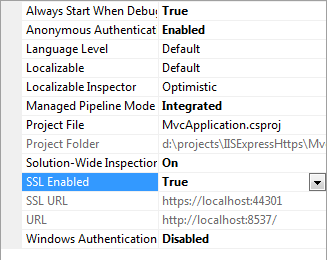 Always Start When Debug True
Anonymous Authenticat Enabled
Language Level Default
Localizable Default
Localizable Inspector Optimistic
Managed Pipeline Mode Integrated
Project File MvcApplication.csproj
Project Folder d:\projects\IISExpressHttps\Mv
Solution-Wide Inspection On
SSL Enabled True
SSL URL https://localhost:44301
URL http://localhost:8537/
Windows Authentication Disabled